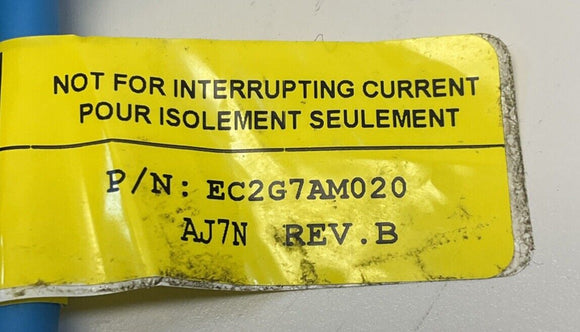 NOT FOR INTERRUPTING CURRENT
POUR ISOLEMENT SEULEMENT
P/N: EC2G7AM020
AJ7N REV.B